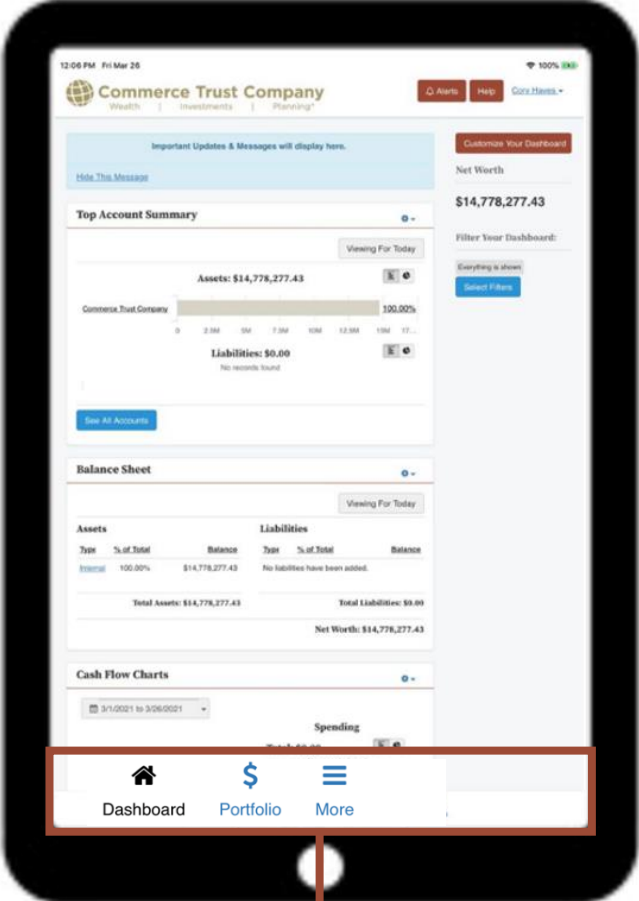 12:06 PM Fri Mar 26
100%
Commerce Trust Company
Wealth | Investments | Planning*
Alerts
Help
Cory Haves
Important Updates & Messages will display here.
Hide This Message
Customize Your Dashboard
Net Worth
$14,778,277.43
Filter Your Dashboard:
Everything is shown
Select Filters
Top Account Summary
Viewing For Today
Assets: $14,778,277.43
Commerce Trust Company
100.00%
0 2.5M 5M 7.5M 10M 12.5M 15M 17...
Liabilities: $0.00
No records found
See All Accounts
Balance Sheet
Viewing For Today
Assets Liabilities
Type % of Total Balance Type % of Total Balance
Internal 100.00% $14,778,277.43 No liabilities have been added.
Total Assets: $14,778,277.43 Total Liabilities: $0.00
Net Worth: $14,778,277.43
Cash Flow Charts
3/1/2021 to 3/26/2021
Spending
Dashboard Portfolio More